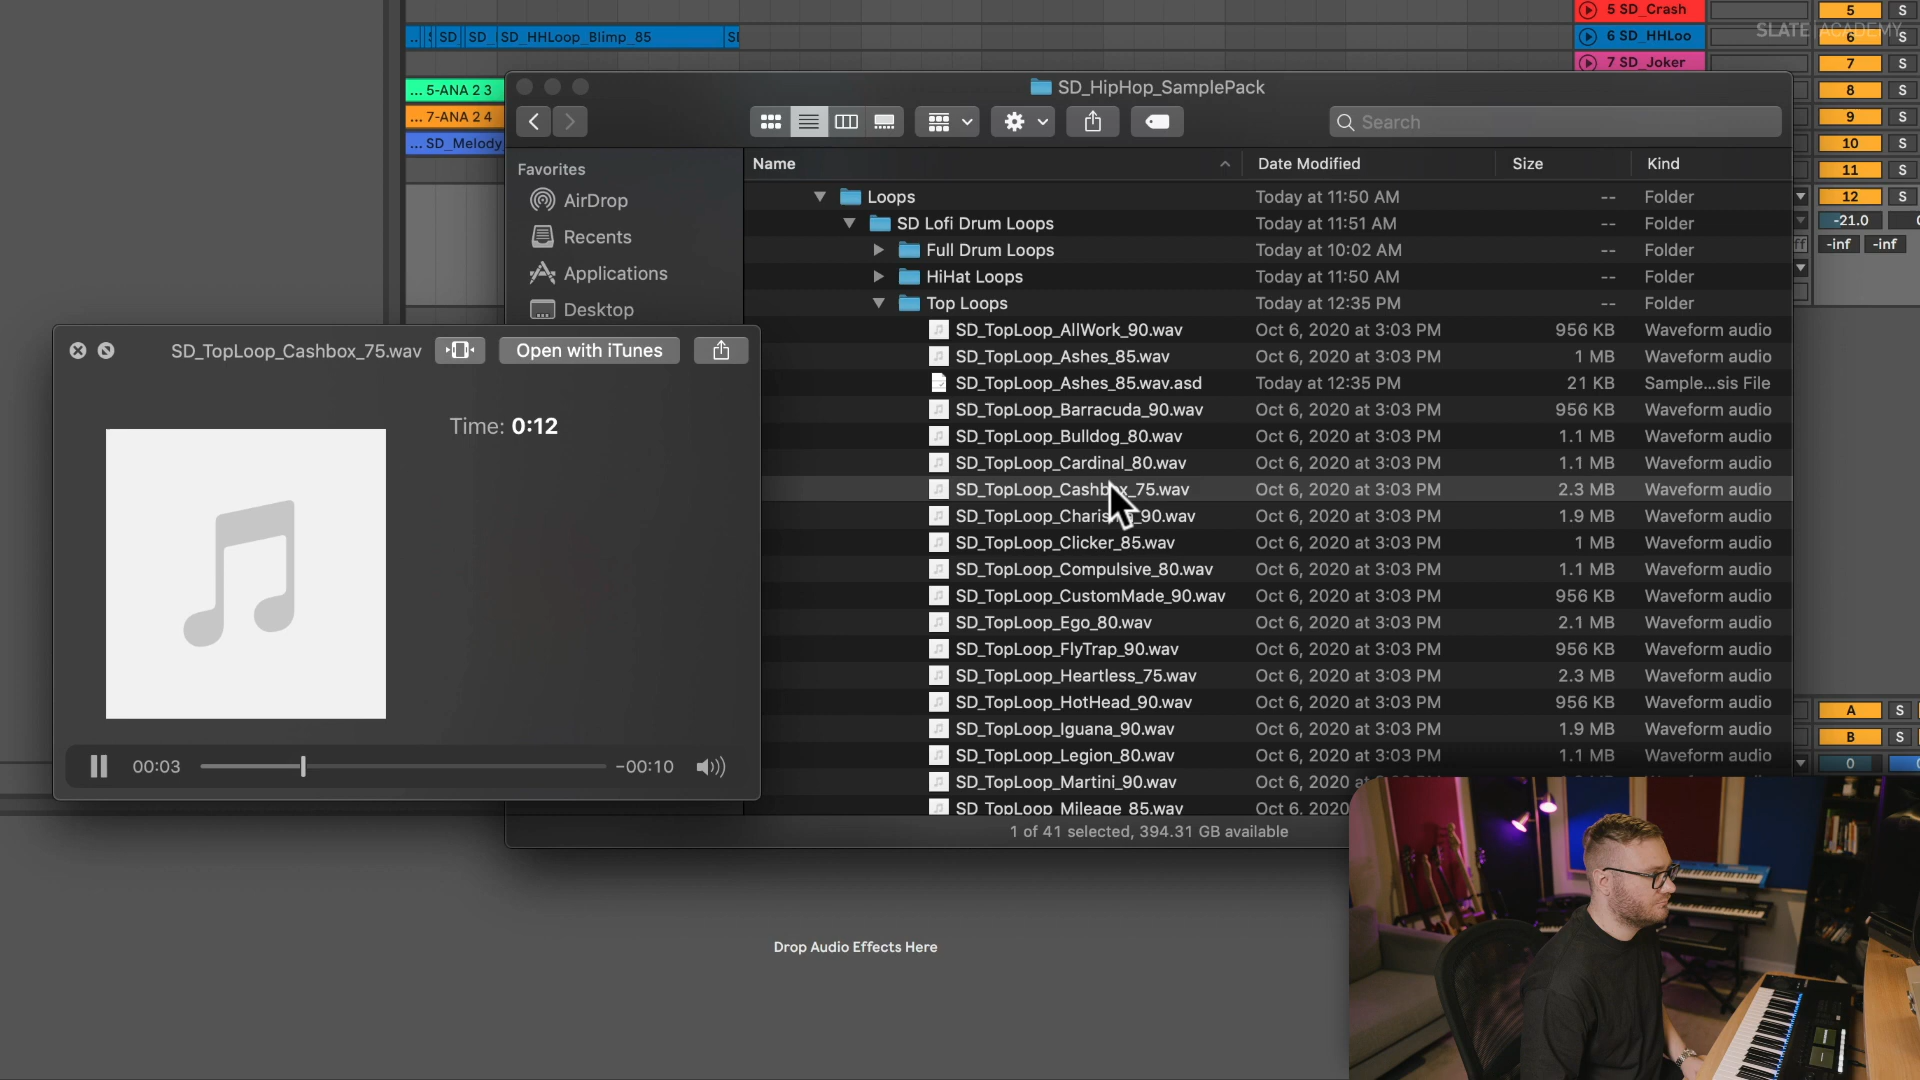 5 SD_Crash
5 S
SD SD_ SD_HHLoop_Blimp_85
6 SD_HHLoo
SLATE ACADEMY
6 S
7 SD_Joker
7 S
... 5-ANA 2 3
SD_HipHop_SamplePack
8 S
... 7-ANA 2 4
Search
9 S
... SD_Melody
10 S
Favorites
Name Date Modified Size Kind
11 S
AirDrop
Loops Today at 11:50 AM -- Folder
12 S
SD Lofi Drum Loops Today at 11:51 AM -- Folder
-21.0
Recents
Full Drum Loops Today at 10:02 AM -- Folder
-inf -inf
Applications
HiHat Loops Today at 11:50 AM -- Folder
Desktop
Top Loops Today at 12:35 PM -- Folder
SD_TopLoop_AllWork_90.wav Oct 6, 2020 at 3:03 PM 956 KB Waveform audio
SD_TopLoop_Cashbox_75.wav Open with iTunes
SD_TopLoop_Ashes_85.wav Oct 6, 2020 at 3:03 PM 1 MB Waveform audio
SD_TopLoop_Ashes_85.wav.asd Today at 12:35 PM 21 KB Sample...sis File
SD_TopLoop_Barracuda_90.wav Oct 6, 2020 at 3:03 PM 956 KB Waveform audio
Time: 0:12
SD_TopLoop_Bulldog_80.wav Oct 6, 2020 at 3:03 PM 1.1 MB Waveform audio
SD_TopLoop_Cardinal_80.wav Oct 6, 2020 at 3:03 PM 1.1 MB Waveform audio
SD_TopLoop_Cashbox_75.wav Oct 6, 2020 at 3:03 PM 2.3 MB Waveform audio
SD_TopLoop_Charisma_90.wav Oct 6, 2020 at 3:03 PM 1.9 MB Waveform audio
SD_TopLoop_Clicker_85.wav Oct 6, 2020 at 3:03 PM 1 MB Waveform audio
SD_TopLoop_Compulsive_80.wav Oct 6, 2020 at 3:03 PM 1.1 MB Waveform audio
SD_TopLoop_CustomMade_90.wav Oct 6, 2020 at 3:03 PM 956 KB Waveform audio
SD_TopLoop_Ego_80.wav Oct 6, 2020 at 3:03 PM 2.1 MB Waveform audio
SD_TopLoop_FlyTrap_90.wav Oct 6, 2020 at 3:03 PM 956 KB Waveform audio
SD_TopLoop_Heartless_75.wav Oct 6, 2020 at 3:03 PM 2.3 MB Waveform audio
SD_TopLoop_HotHead_90.wav Oct 6, 2020 at 3:03 PM 956 KB Waveform audio
A S
SD_TopLoop_Iguana_90.wav Oct 6, 2020 at 3:03 PM 1.9 MB Waveform audio
B S
SD_TopLoop_Legion_80.wav Oct 6, 2020 at 3:03 PM 1.1 MB Waveform audio
0
00:03 -00:10
SD_TopLoop_Martini_90.wav Oct 6, 2020 at
SD_TopLoop_Mileage_85.wav Oct 6, 2020
1 of 41 selected, 394.31 GB available
Drop Audio Effects Here